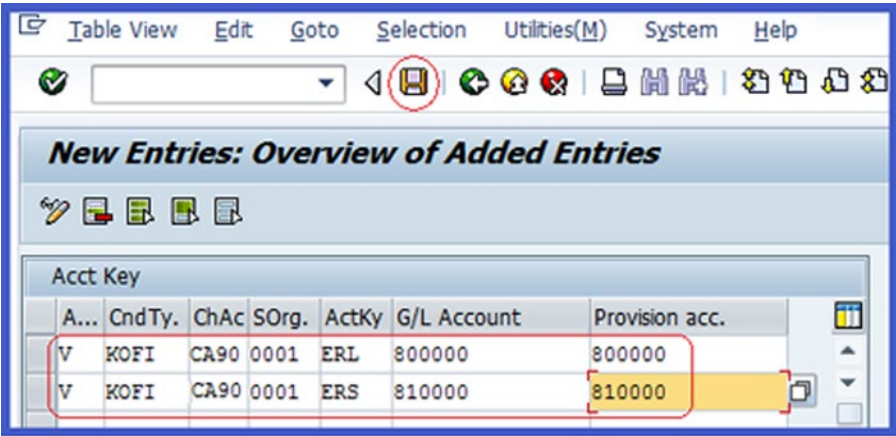 Table View Edit Goto Selection Utilities(M) System Help
New Entries: Overview of Added Entries
Acct Key
A... CndTy. ChAc SOrg. ActKy G/L Account Provision acc.
V KOFI CA90 0001 ERL 800000 800000
V KOFI CA90 0001 ERS 810000 810000